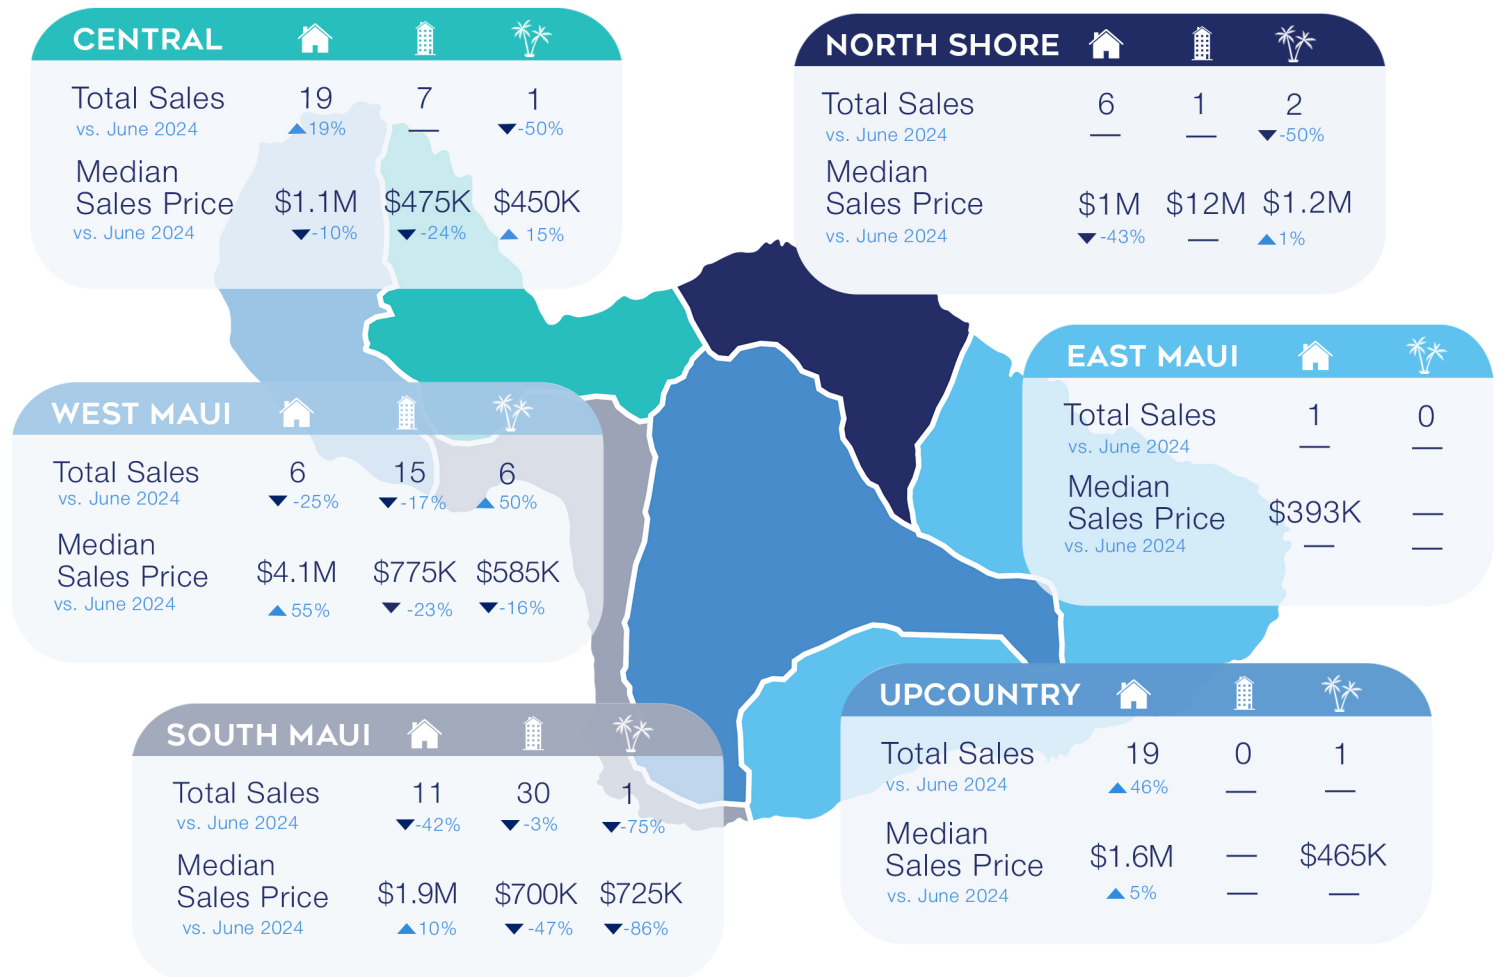 CENTRAL
Total Sales 19 7 1
vs. June 2024 ▲19% — ▼-50%
Median
Sales Price $1.1M $475K $450K
vs. June 2024 ▼-10% ▼-24% ▲ 15%
NORTH SHORE
Total Sales 6 1 2
vs. June 2024 — — ▼-50%
Median
Sales Price $1M $12M $1.2M
vs. June 2024 ▼-43% — ▲1%
EAST MAUI
Total Sales 1 0
vs. June 2024 — —
Median
Sales Price $393K —
vs. June 2024 — —
WEST MAUI
Total Sales 6 15 6
vs. June 2024 ▼-25% ▼-17% ▲50%
Median
Sales Price $4.1M $775K $585K
vs. June 2024 ▲55% ▼-23% ▼-16%
UPCOUNTRY
Total Sales 19 0 1
vs. June 2024 ▲46% — —
Median
Sales Price $1.6M — $465K
vs. June 2024 ▲5% — —
SOUTH MAUI
Total Sales 11 30 1
vs. June 2024 ▼-42% ▼-3% ▼-75%
Median
Sales Price $1.9M $700K $725K
vs. June 2024 ▲10% ▼-47% ▼-86%